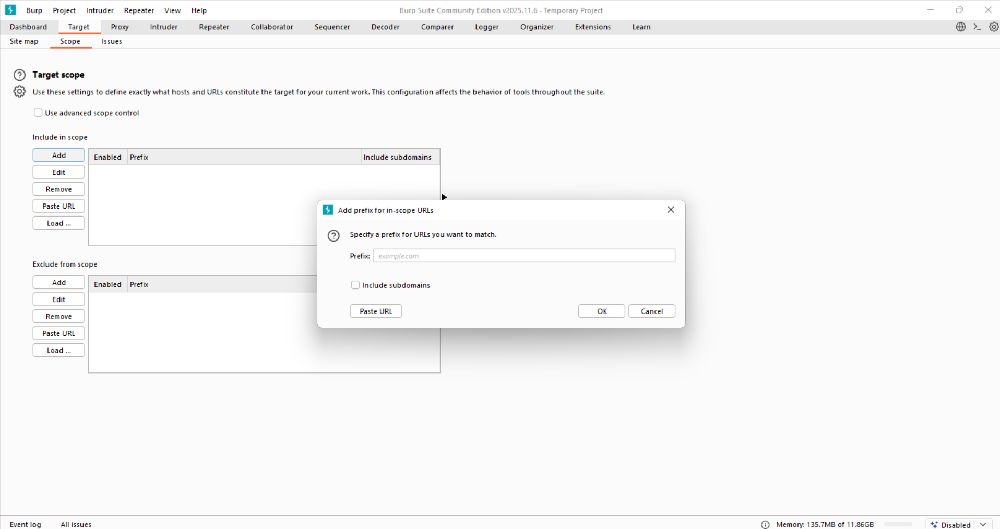 Burp Project Intruder Repeater View Help Burp Suite Community Edition v2025.11.6 - Temporary Project
Dashboard Target Proxy Intruder Repeater Collaborator Sequencer Decoder Comparer Logger Organizer Extensions Learn
Site map Scope Issues
Target scope
Use these settings to define exactly what hosts and URLs constitute the target for your current work. This configuration affects the behavior of tools throughout the suite.
Use advanced scope control
Include in scope
Add
Enabled Prefix Include subdomains
Edit
Remove
Paste URL
Load ...
Add prefix for in-scope URLs
Specify a prefix for URLs you want to match.
Prefix: example.com
Include subdomains
Paste URL OK Cancel
Exclude from scope
Add
Enabled Prefix
Edit
Remove
Paste URL
Load ...
Event log All issues Memory: 135.7MB of 11.86GB Disabled